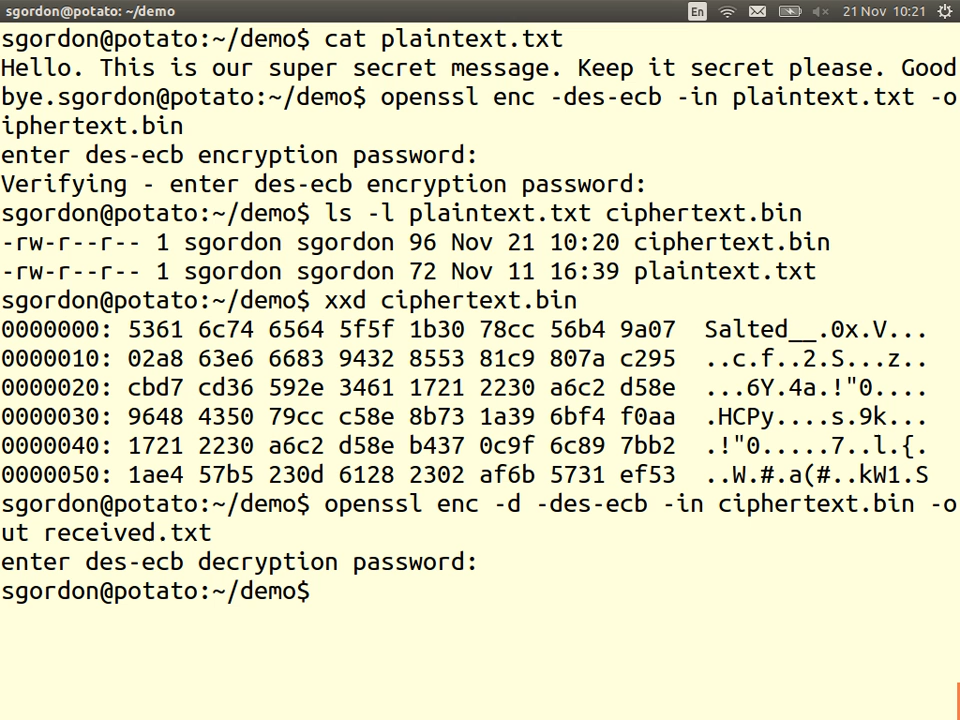 sgordon@potato: ~/demo
En
21 Nov 10:21
sgordon@potato:~/demo$ cat plaintext.txt
Hello. This is our super secret message. Keep it secret please. Good
bye.sgordon@potato:~/demo$ openssl enc -des-ecb -in plaintext.txt -o
iphertext.bin
enter des-ecb encryption password:
Verifying - enter des-ecb encryption password:
sgordon@potato:~/demo$ ls -l plaintext.txt ciphertext.bin
-rw-r--r-- 1 sgordon sgordon 96 Nov 21 10:20 ciphertext.bin
-rw-r--r-- 1 sgordon sgordon 72 Nov 11 16:39 plaintext.txt
sgordon@potato:~/demo$ xxd ciphertext.bin
0000000: 5361 6c74 6564 5f5f 1b30 78cc 56b4 9a07  Salted__.0x.V...
0000010: 02a8 63e6 6683 9432 8553 81c9 807a c295  ..c.f..2.S...z..
0000020: cbd7 cd36 592e 3461 1721 2230 a6c2 d58e  ...6Y.4a.!"0....
0000030: 9648 4350 79cc c58e 8b73 1a39 6bf4 f0aa  .HCPy....s.9k...
0000040: 1721 2230 a6c2 d58e b437 0c9f 6c89 7bb2  .!"0.....7..l.{.
0000050: 1ae4 57b5 230d 6128 2302 af6b 5731 ef53  ..W.#.a(#..kW1.S
sgordon@potato:~/demo$ openssl enc -d -des-ecb -in ciphertext.bin -o
ut received.txt
enter des-ecb decryption password:
sgordon@potato:~/demo$